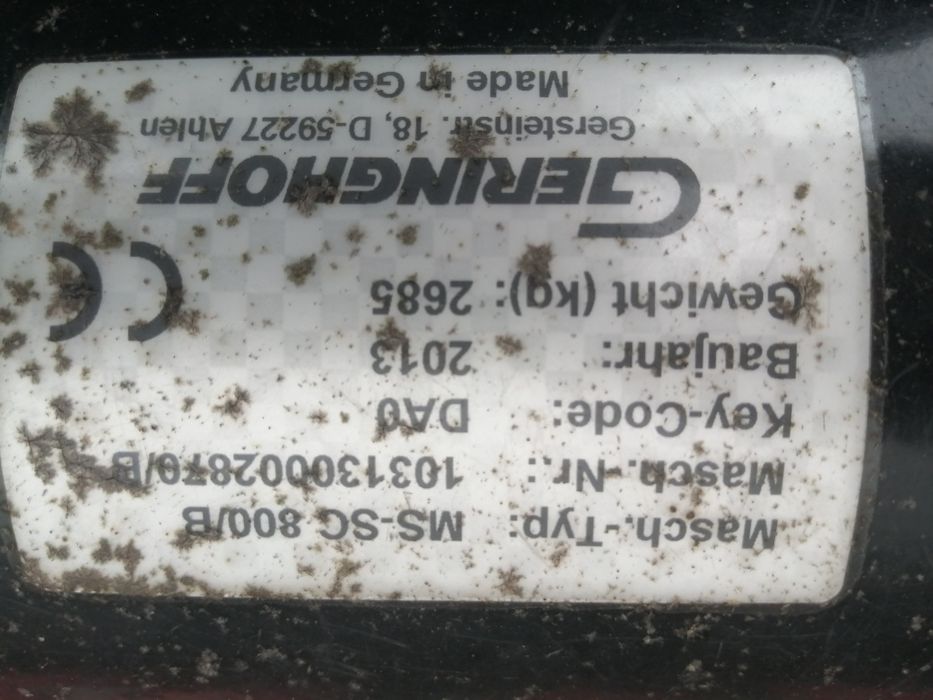 Masch.-Typ: MS-SC 800/B
Masch.-Nr.: 103130002870/B
Key-Code: DA0
Baujahr: 2013
Gewicht (kg): 2685
CE
GERINGHOFF
Gersteinstr. 18, D-59227 Ahlen
Made in Germany